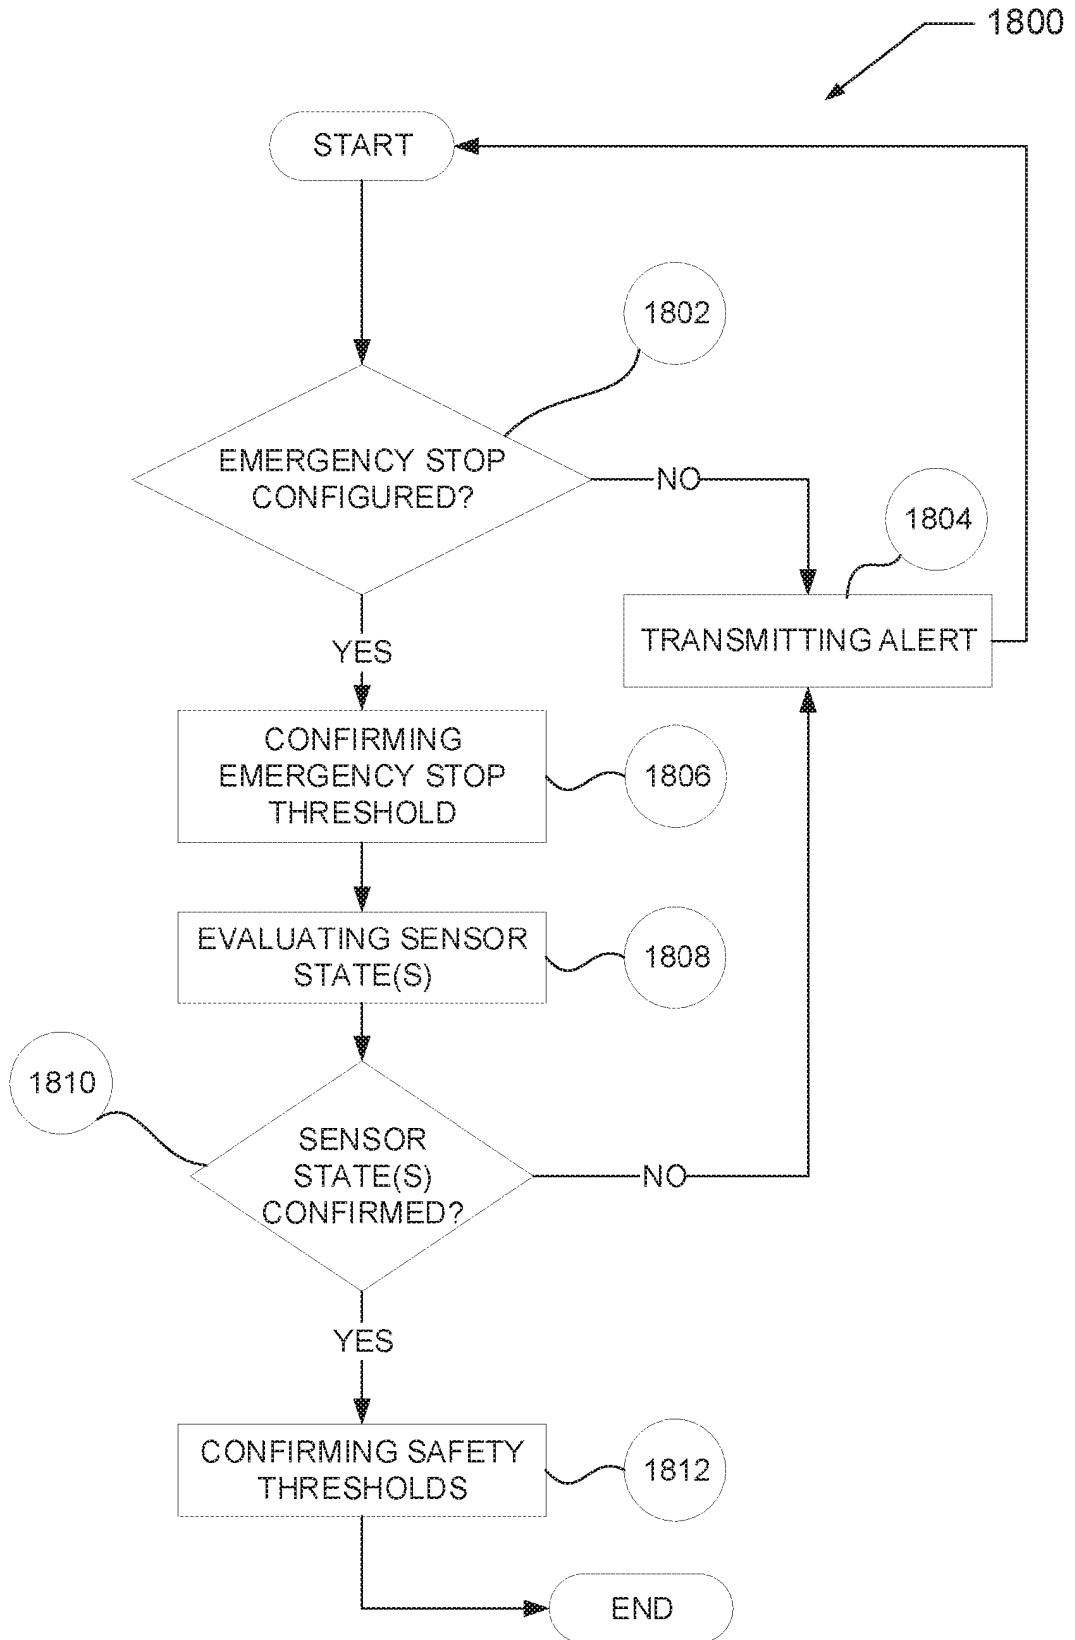 1800
START
1802
EMERGENCY STOP
CONFIGURED?
NO
1804
TRANSMITTING ALERT
YES
CONFIRMING
EMERGENCY STOP
THRESHOLD
1806
EVALUATING SENSOR
STATE(S)
1808
1810
SENSOR
STATE(S)
CONFIRMED?
NO
YES
CONFIRMING SAFETY
THRESHOLDS
1812
END